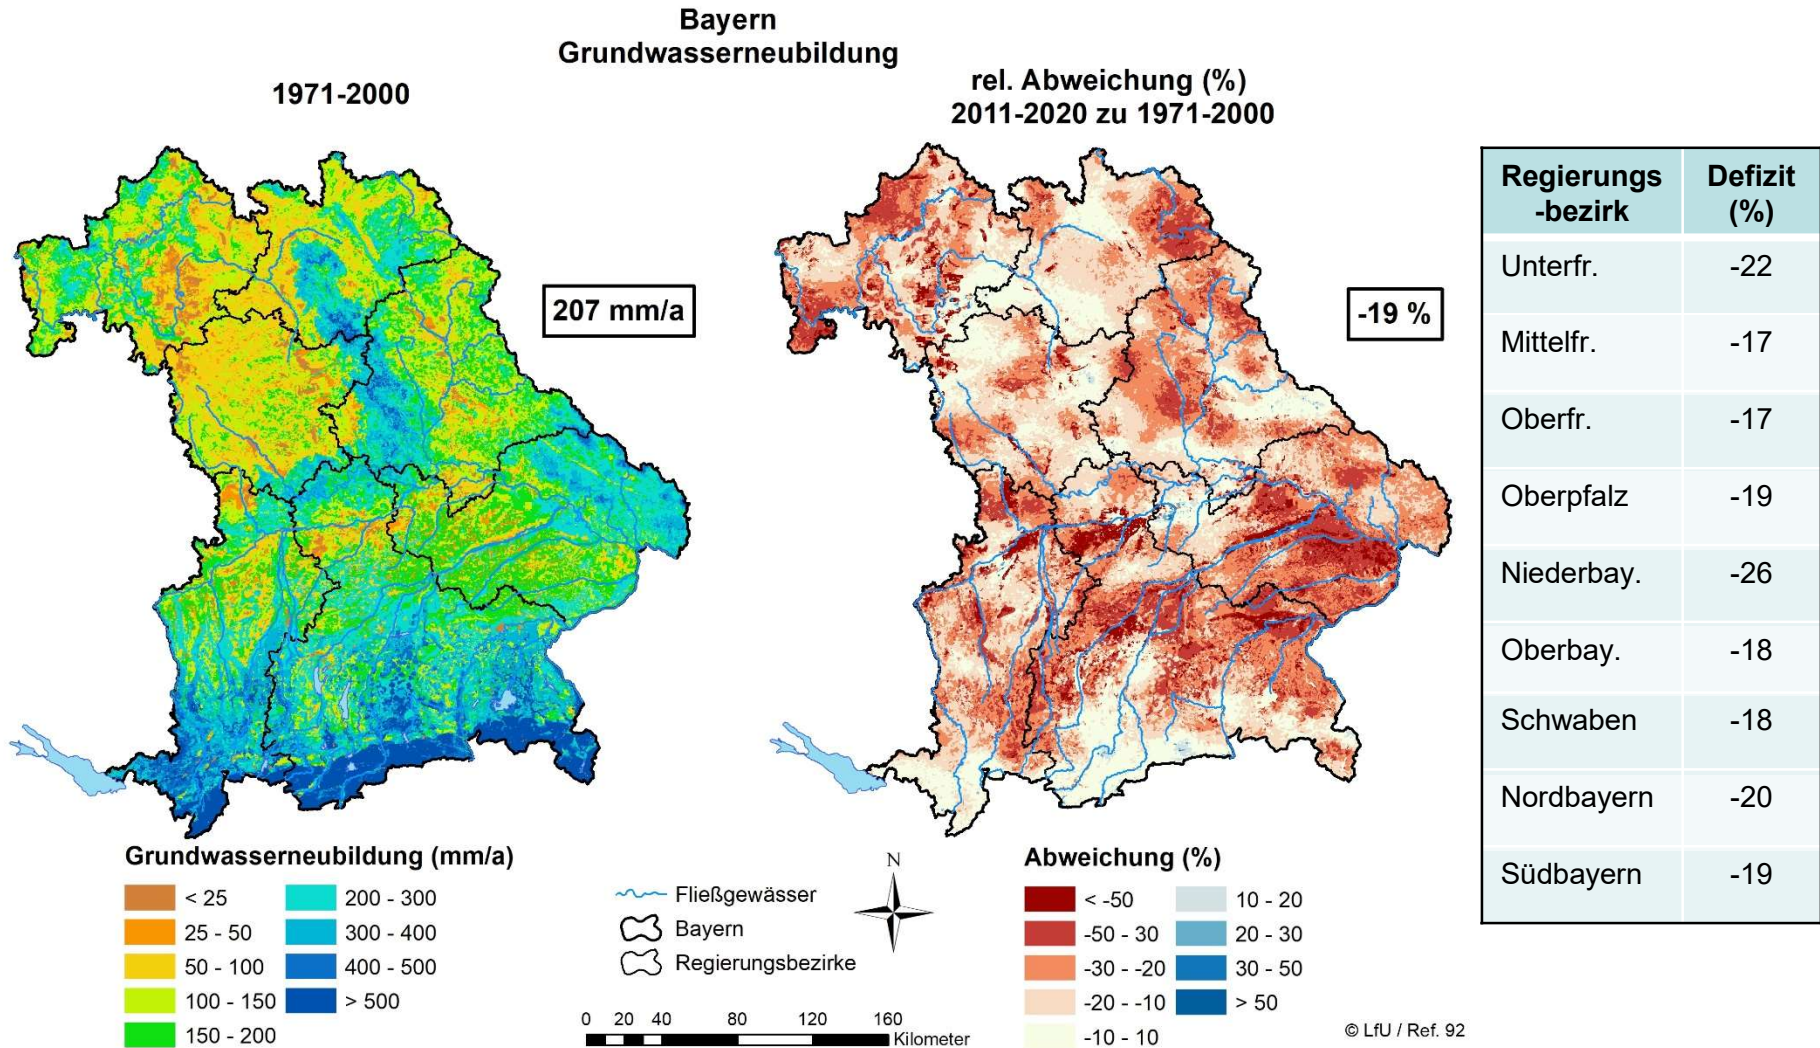 Bayern
Grundwasserneubildung
1971-2000
rel. Abweichung (%)
2011-2020 zu 1971-2000
207 mm/a
-19 %
Regierungs Defizit
-bezirk (%)
Unterfr. -22
Mittelfr. -17
Oberfr. -17
Oberpfalz -19
Niederbay. -26
Oberbay. -18
Schwaben -18
Nordbayern -20
Südbayern -19
Grundwasserneubildung (mm/a)
< 25 200 - 300
25 - 50 300 - 400
50 - 100 400 - 500
100 - 150 > 500
150 - 200
Fließgewässer
Bayern
Regierungsbezirke
N
0 20 40 80 120 160
Kilometer
Abweichung (%)
< -50 10 - 20
-50 - 30 20 - 30
-30 - -20 30 - 50
-20 - -10 > 50
-10 - 10
© LfU / Ref. 92